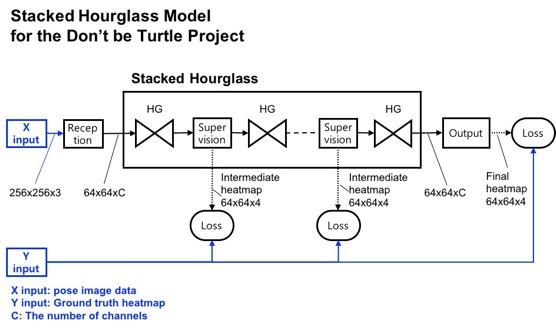 Stacked Hourglass Model
for the Don't be Turtle Project
Stacked Hourglass
HG
HG
HG
X
input
Recep
tion
Super
vision
Super
vision
Output
Loss
256x256x3
64x64xC
Intermediate
heatmap
64x64x4
Intermediate
heatmap
64x64x4
64x64xC
Final
heatmap
64x64x4
Loss
Loss
Y
input
X input: pose image data
Y input: Ground truth heatmap
C: The number of channels